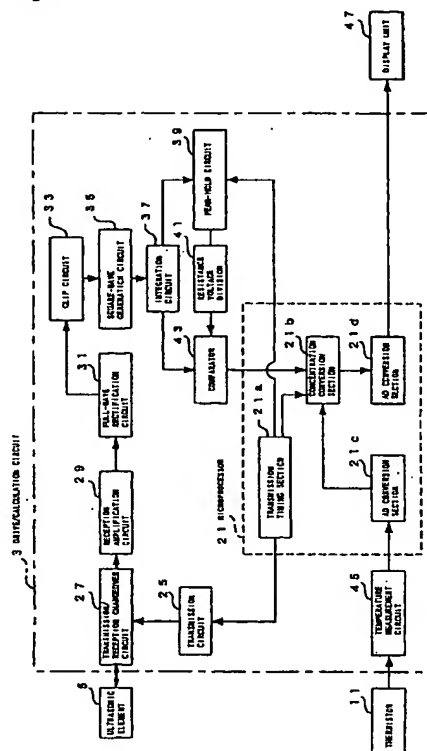 3 DRIVE/CALCULATION CIRCUIT
5
ULTRASONIC
ELEMENT
27
TRANSMISSION/
RECEPTION CHANGEOVER
CIRCUIT
29
RECEPTION
AMPLIFICATION
CIRCUIT
31
FULL-WAVE
RECTIFICATION
CIRCUIT
33
CLIP CIRCUIT
35
SQUARE-WAVE
GENERATION CIRCUIT
37
INTEGRATION
CIRCUIT
39
PEAK-HOLD CIRCUIT
41
RESISTANCE
VOLTAGE
DIVISION
43
COMPARATOR
25
TRANSMISSION
CIRCUIT
21 MICROPROCESSOR
21a
TRANSMISSION
TIMING SECTION
21b
CONCENTRATION
CONVERSION
SECTION
21c
AD CONVERSION
SECTION
21d
AD CONVERSION
SECTION
11
THERMISTOR
45
TEMPERATURE
MEASUREMENT
CIRCUIT
47
DISPLAY UNIT